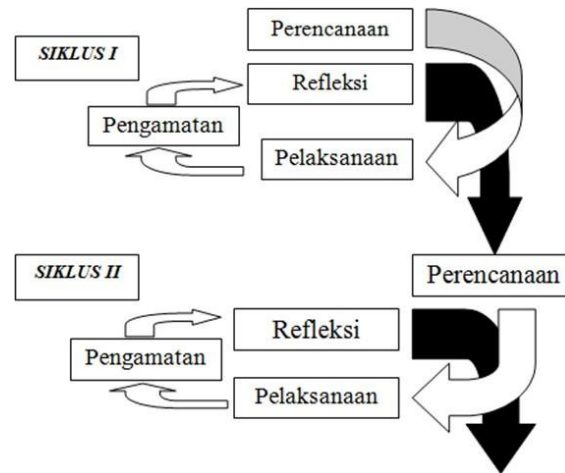 Perencanaan
SIKLUS I
Refleksi
Pengamatan
Pelaksanaan
SIKLUS II
Perencanaan
Refleksi
Pengamatan
Pelaksanaan